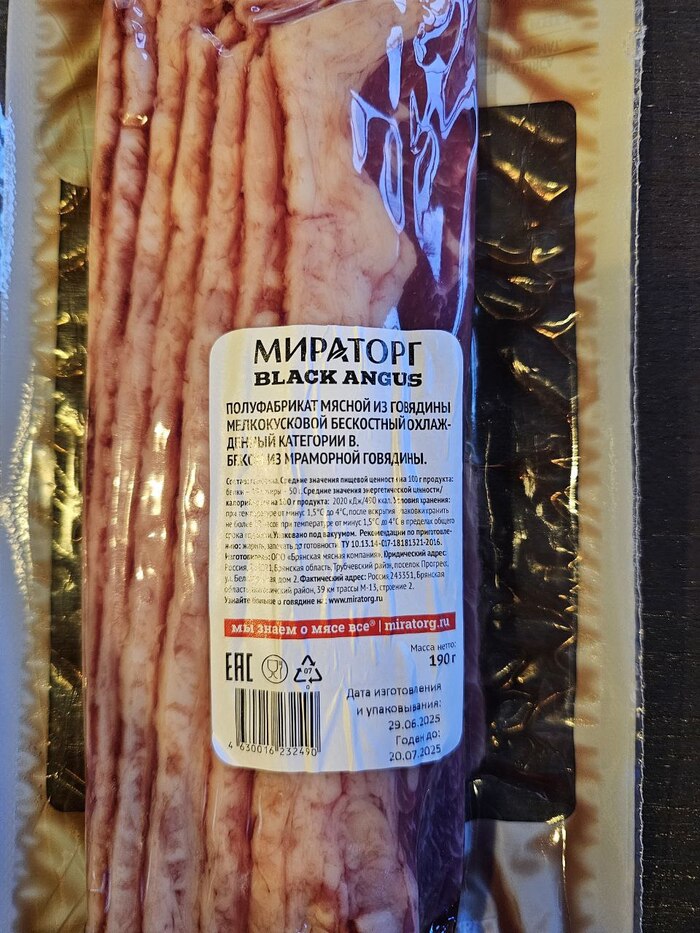 МИРАТОРГ
BLACK ANGUS
ПОЛУФАБРИКАТ МЯСНОЙ ИЗ ГОВЯДИНЫ
МЕЛКОКУСКОВОЙ БЕСКОСТНЫЙ ОХЛАЖ-
КАТЕГОРИИ В.
ИЗ МРАМОРНОЙ ГОВЯДИНЫ.
Средние значения пищевой ценности на 100 г продукта:
- 50 г. Средние значения энергетической ценности/
100 г продукта: 2020 кДж/490 ккал. Условия хранения:
при температуре от минус 1,5°С до 4°С, после вскрытия упаковки хранить
не более при температуре от минус 1,5°С до 4°С в пределах общего
срока годности. Упаковано под вакуумом. Рекомендации по приготовле-
нию: жарить, запекать до готовности. ТУ 10.13.14-017-18181321-2016.
Изготовитель: ООО «Брянская мясная компания», Юридический адрес:
Россия, Брянская область, Трубчевский район, поселок Прогресс,
ул. дом 2. Фактический адрес: Россия 243351, Брянская
область, район, 39 км трассы М-13, строение 2.
Узнайте больше о говядине на: www.miratorg.ru
мы знаем о мясе все® | miratorg.ru
Масса нетто:
190 г
EAC
07
Дата изготовления
и упаковывания:
29.06.2025
Годен до:
20.07.2025
4 630016 232490